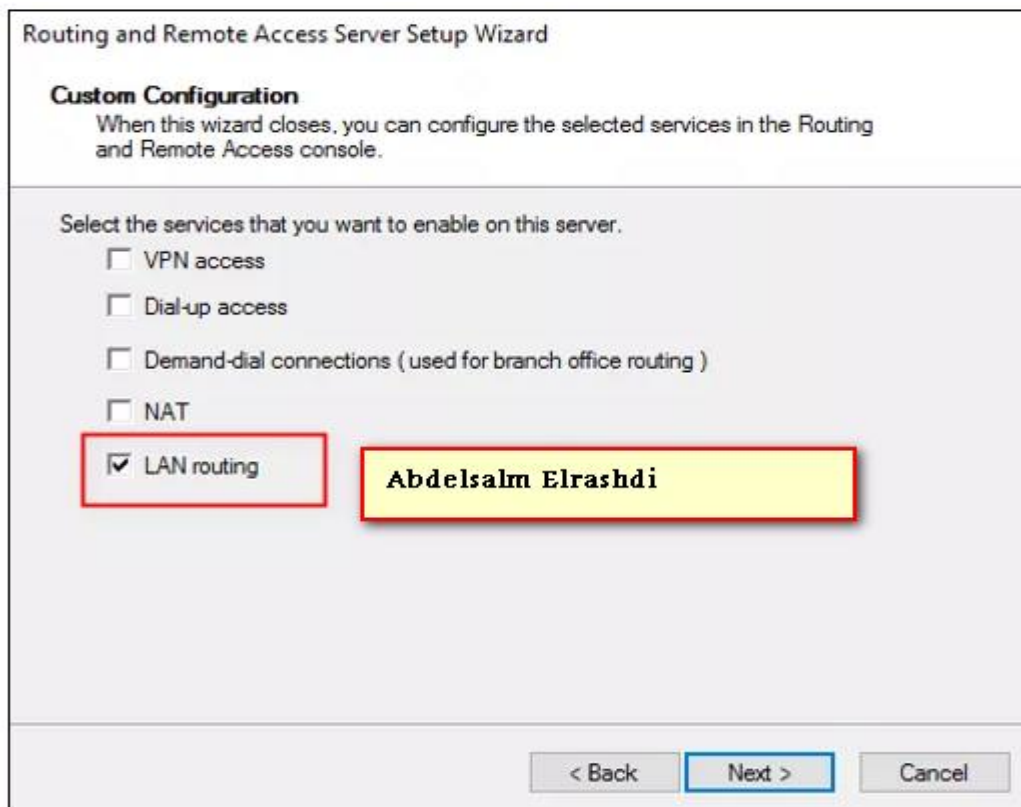 Routing and Remote Access Server Setup Wizard
Custom Configuration
When this wizard closes, you can configure the selected services in the Routing
and Remote Access console.
Select the services that you want to enable on this server.
VPN access
Dial-up access
Demand-dial connections (used for branch office routing )
NAT
LAN routing
Abdelsalm Elrashdi
< Back Next > Cancel